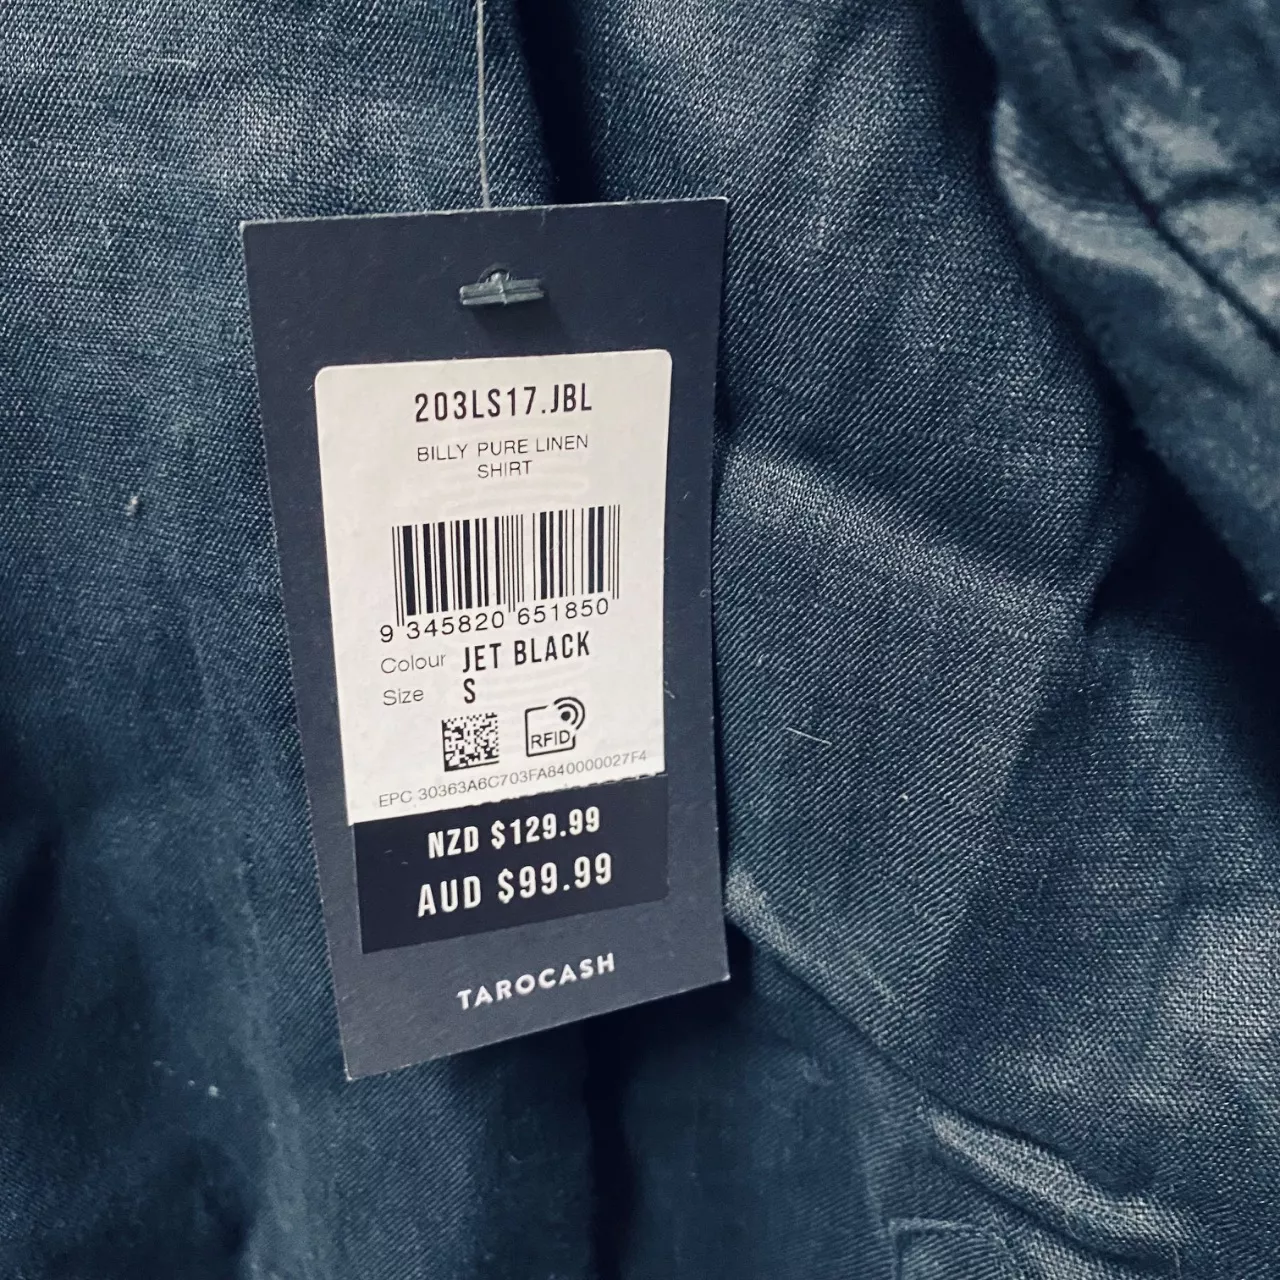 203LS17.JBL
BILLY PURE LINEN
SHIRT
9 345820 651850
Colour JET BLACK
Size S
RFID
EPC 30363A6C703FA840000027F4
NZD $129.99
AUD $99.99
TAROCASH